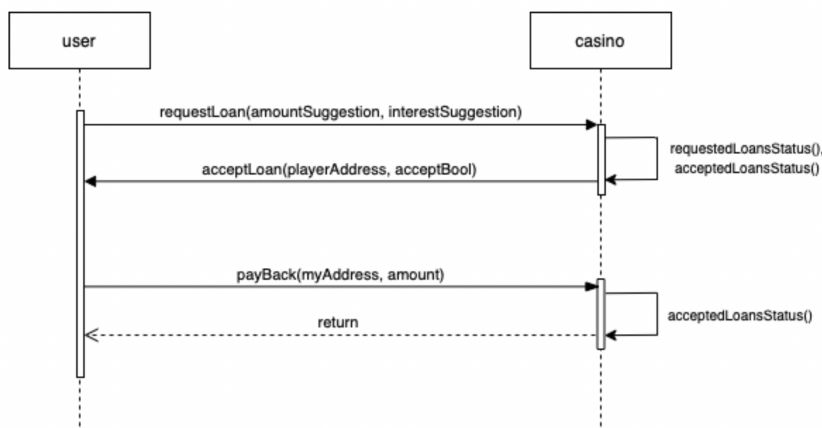 user
casino
requestLoan(amountSuggestion, interestSuggestion)
requestedLoansStatus(),
acceptedLoansStatus()
acceptLoan(playerAddress, acceptBool)
payBack(myAddress, amount)
acceptedLoansStatus()
return